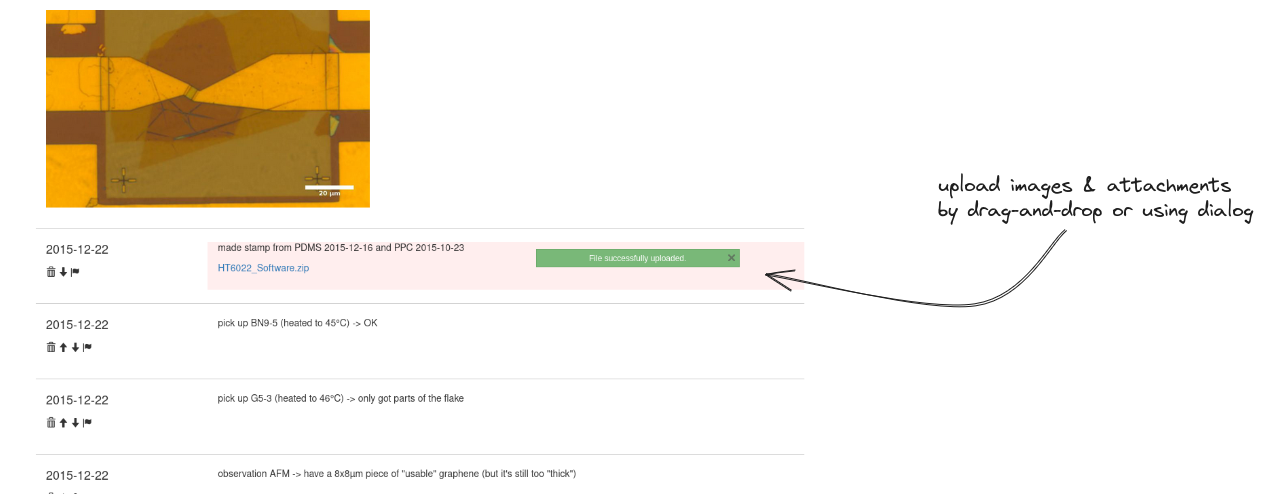 20 µm
upload images & attachments
by drag-and-drop or using dialog
2015-12-22
made stamp from PDMS 2015-12-16 and PPC 2015-10-23
File successfully uploaded.
HT6022_Software.zip
2015-12-22
pick up BN9-5 (heated to 45°C) -> OK
2015-12-22
pick up G5-3 (heated to 46°C) -> only got parts of the flake
2015-12-22
observation AFM -> have a 8x8µm piece of "usable" graphene (but it's still too "thick")